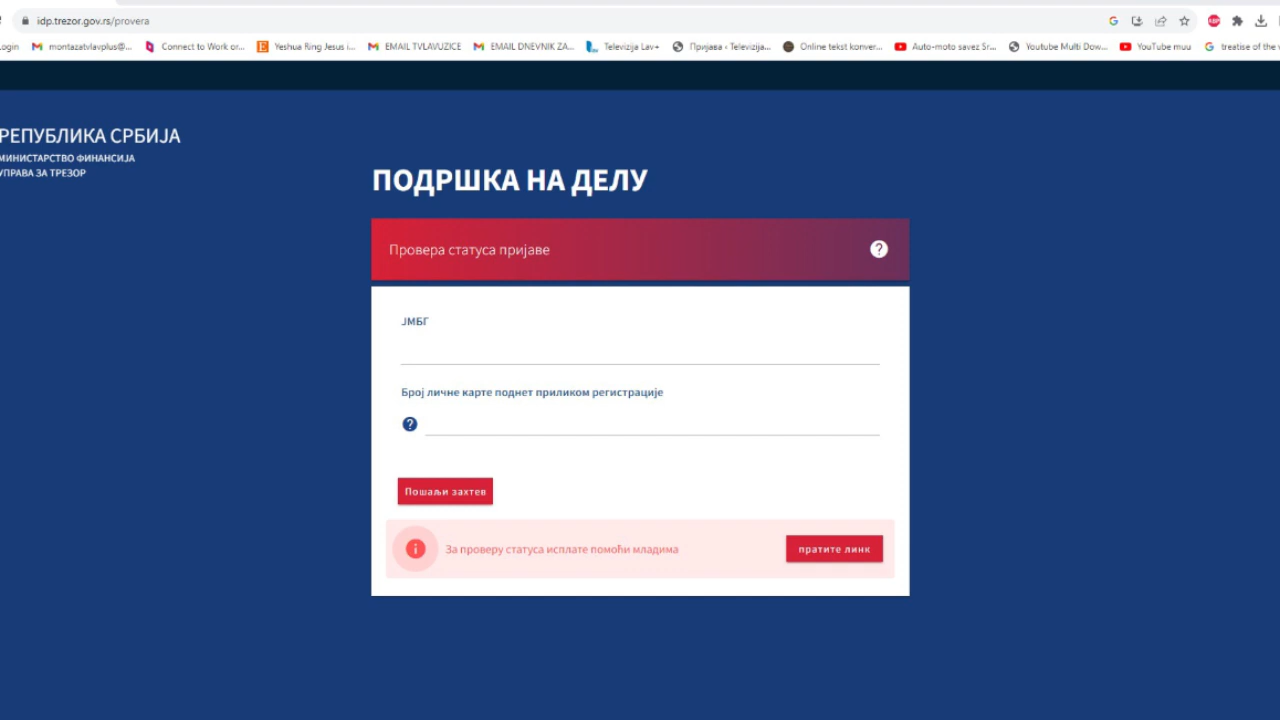 idp.trezor.gov.rs/provera
Login montazatvlavplus@... Connect to Work or... Yeshua Ring Jesus i... EMAIL TVLAVUZICE EMAIL DNEVNIK ZA... Televizija Lav+ Пријава ‹ Televizija... Online tekst konver... Auto-moto savez Sr... Youtube Multi Dow... YouTube muu treatise of the
РЕПУБЛИКА СРБИЈА
МИНИСТАРСТВО ФИНАНСИЈА
УПРАВА ЗА ТРЕЗОР
ПОДРШКА НА ДЕЛУ
Провера статуса пријаве
ЈМБГ
Број личне карте поднет приликом регистрације
Пошаљи захтев
За проверу статуса исплате помоћи младима
пратите линк